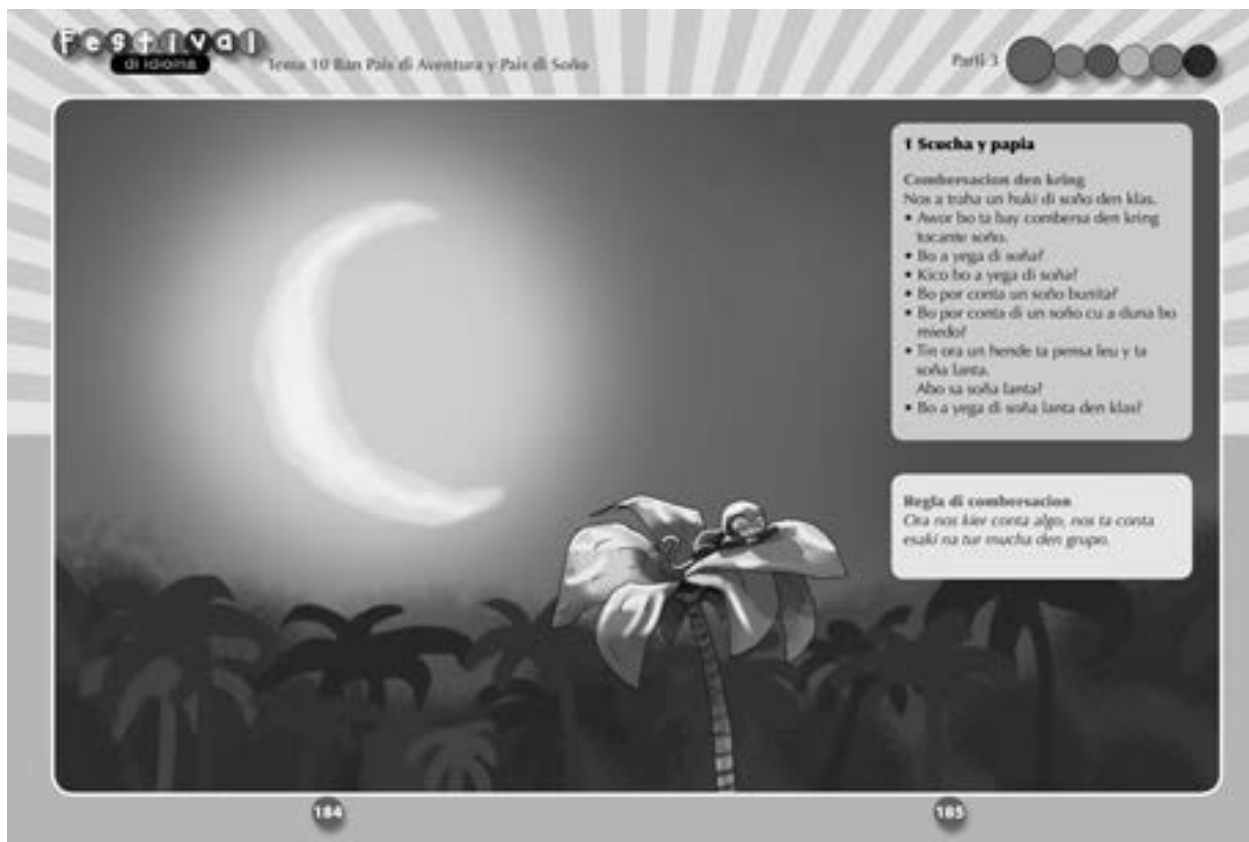 Festival
di idioma
Tema 10 Ban Pais di Aventura y Pais di Soño
Parti 3
1 Scucha y papia
Combersacion den kring
Nos a traha un huki di soño den klas.
• Awor bo ta bay combersa den kring
tocante soño.
• Bo a yega di soña?
• Kico bo a yega di soña?
• Bo por conta un soño bunita?
• Bo por conta di un soño cu a duna bo
miedo?
• Tin ora un hende ta pensa leu y ta
soña lanta.
Abo sa soña lanta?
• Bo a yega di soña lanta den klas?
Regla di combersacion
Ora nos kier conta algo, nos ta conta
esaki na tur mucha den grupo.
184
185